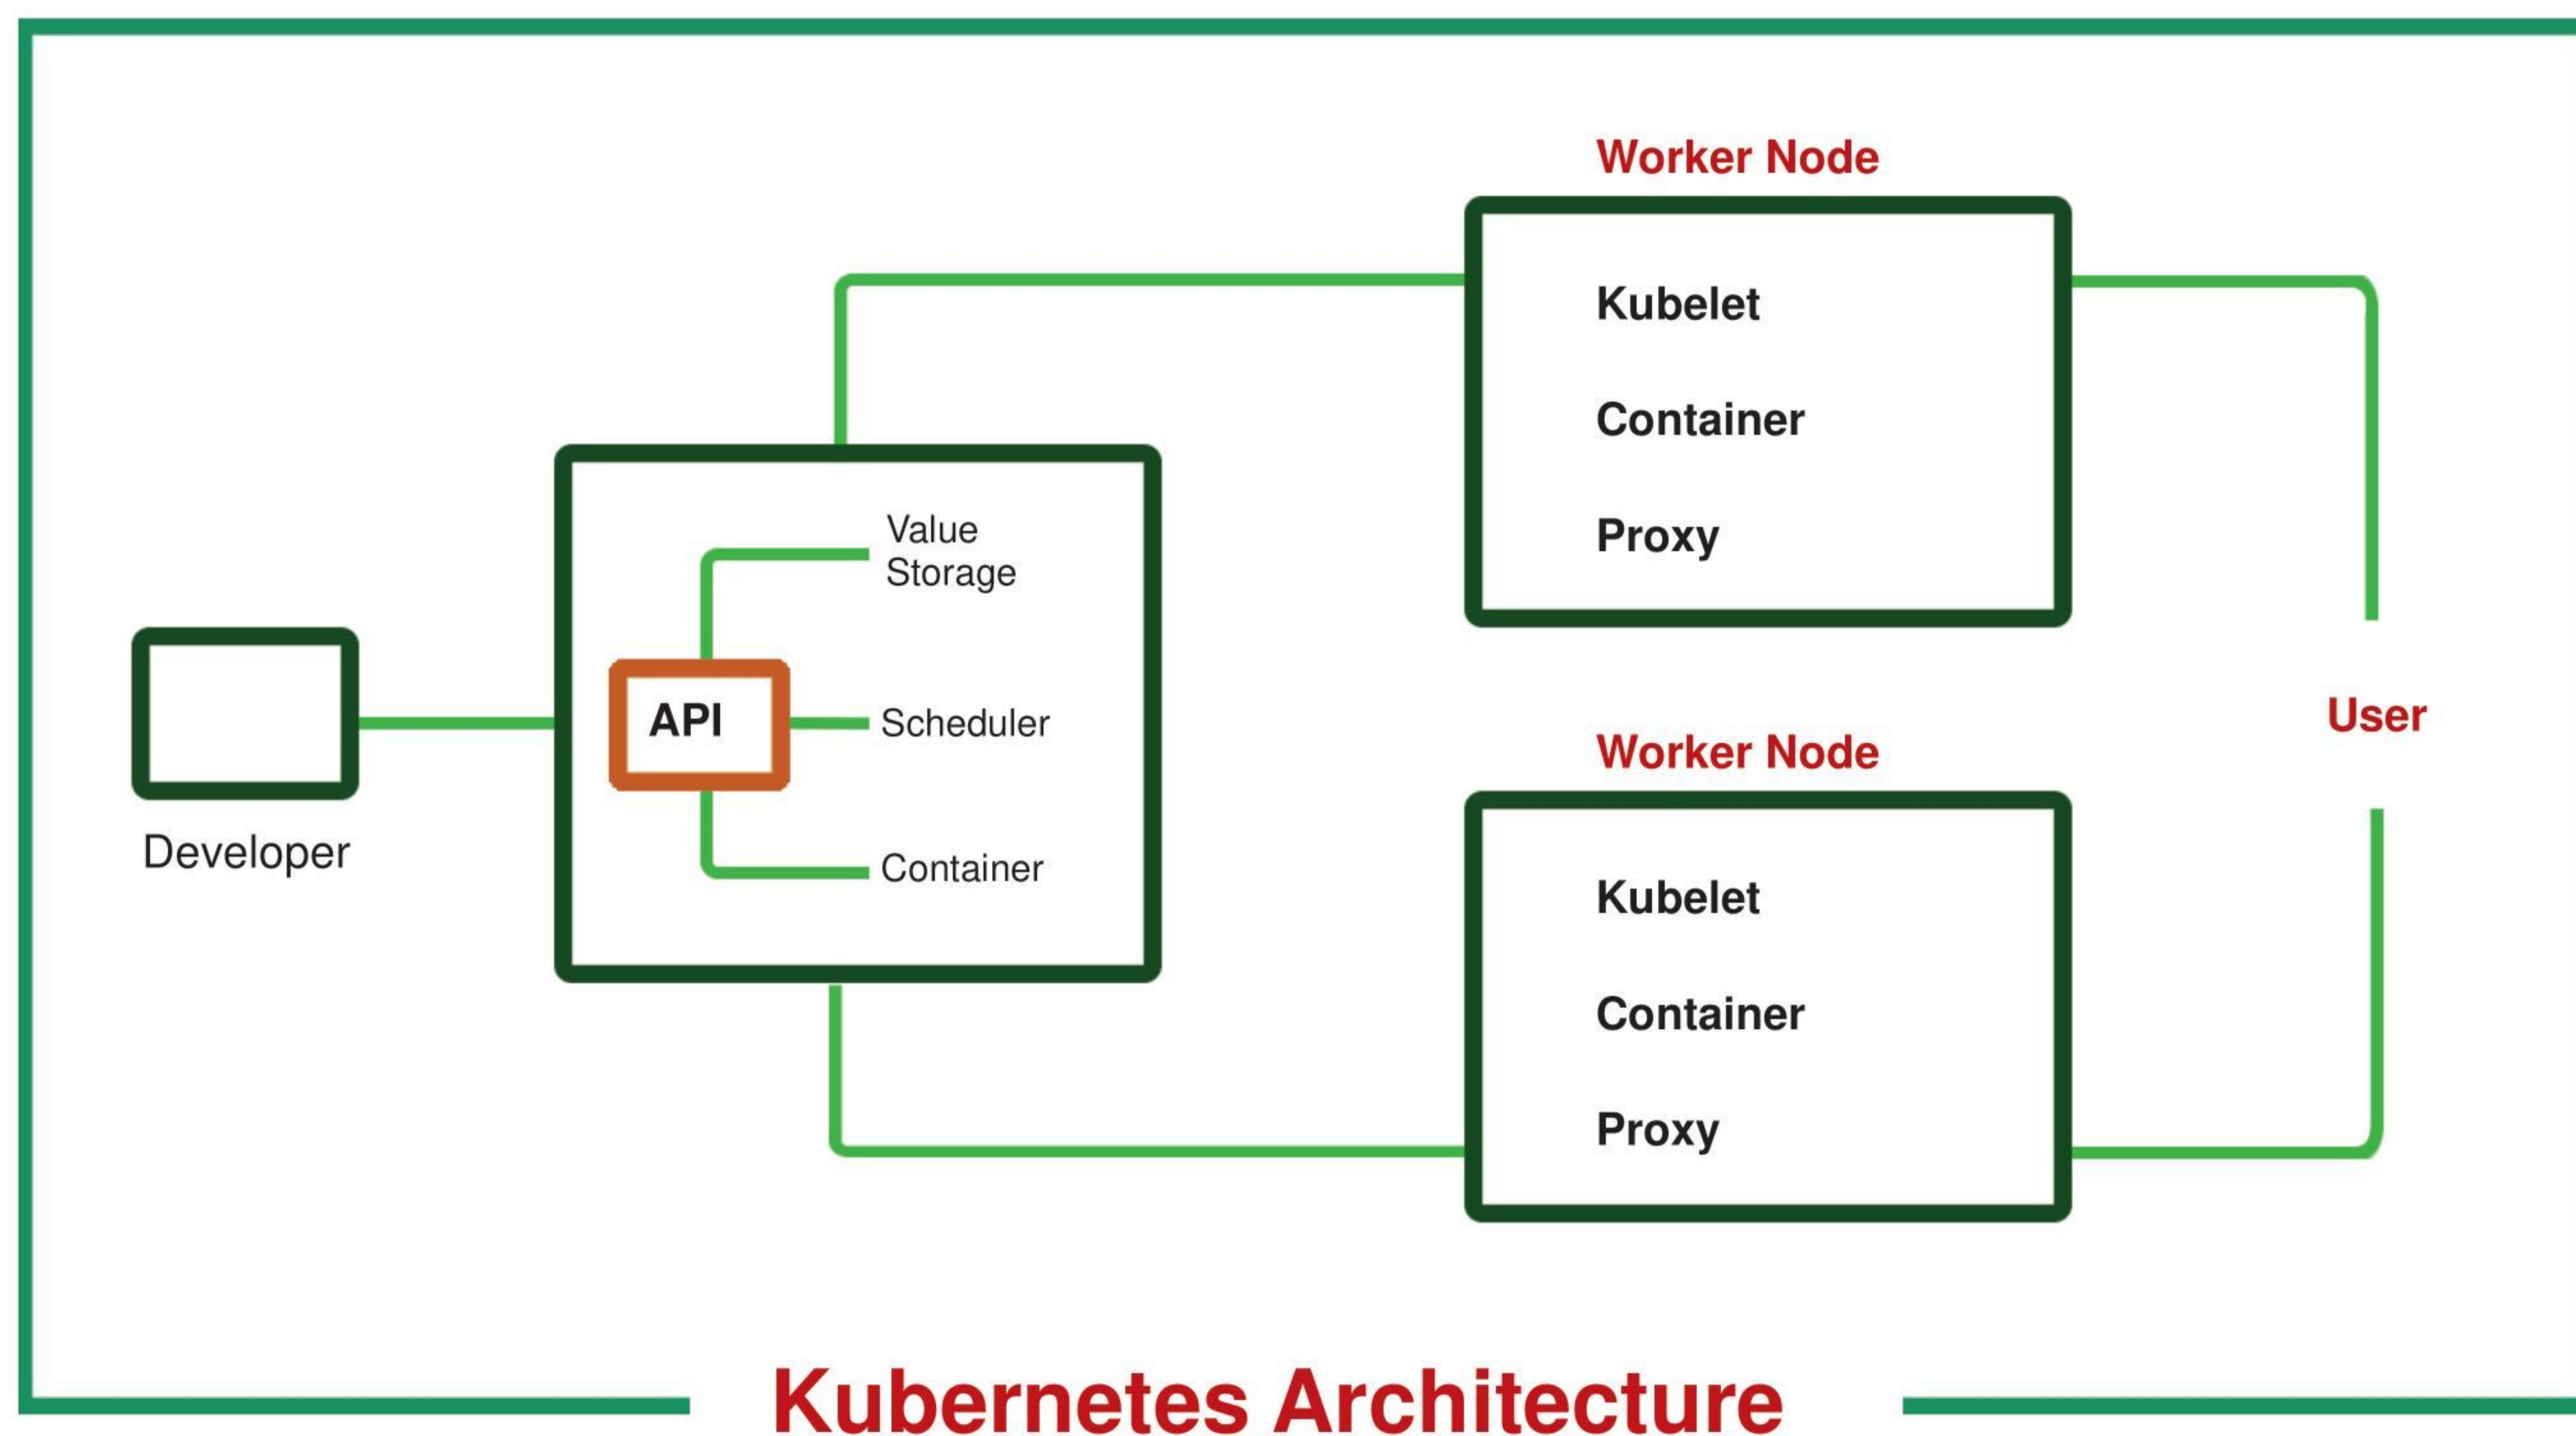 Worker Node
Kubelet
Container
Proxy
Value
Storage
API
Scheduler
Container
Developer
User
Worker Node
Kubelet
Container
Proxy
Kubernetes Architecture